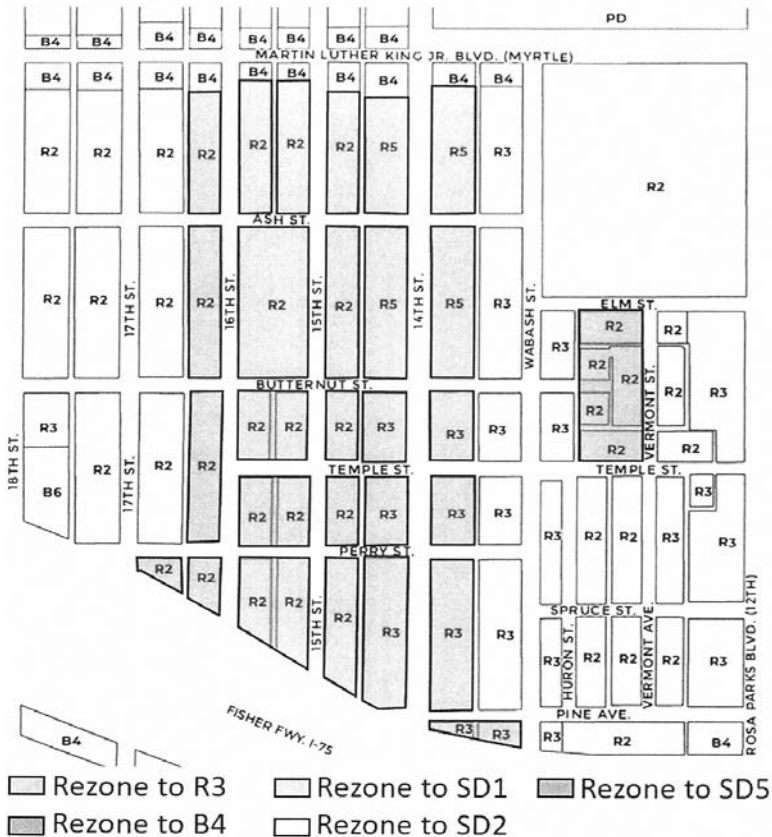 PD
B4 B4 B4 B4 B4 B4 B4 B4
MARTIN LUTHER KING JR. BLVD. (MYRTLE)
B4 B4 B4 B4 B4 B4 B4 B4 B4 B4
R2 R2 R2 R2 R2 R2 R2 R5 R5 R3 R2
ASH ST.
R2 R2 R2 R2 R2 R2 R5 R5 R3
17TH ST.
16TH ST.
15TH ST.
14TH ST.
WABASH ST.
ELM ST.
R3 R2 R2
R2 R2 R2 R3
R2
VERMONT ST.
BUTTERNUT ST.
R3 R2 R2 R2 R2 R2 R2 R3 R3 R3 R3
R2 R2
18TH ST.
B6
17TH ST.
TEMPLE ST. TEMPLE ST.
R2 R2 R2 R3 R3 R2 R3
R3 R2 R2 R3 R3
PERRY ST.
R2 R2 R2 R2 R2 R3 R3 R3
15TH ST.
SPRUCE ST.
R3 R2 R2 R2 R3
HURON ST.
VERMONT AVE.
ROSA PARKS BLVD. (12TH)
PINE AVE.
R3 R3 R3 R2 B4
FISHER FWY. I-75
B4
Rezone to R3 Rezone to SD1 Rezone to SD5
Rezone to B4 Rezone to SD2